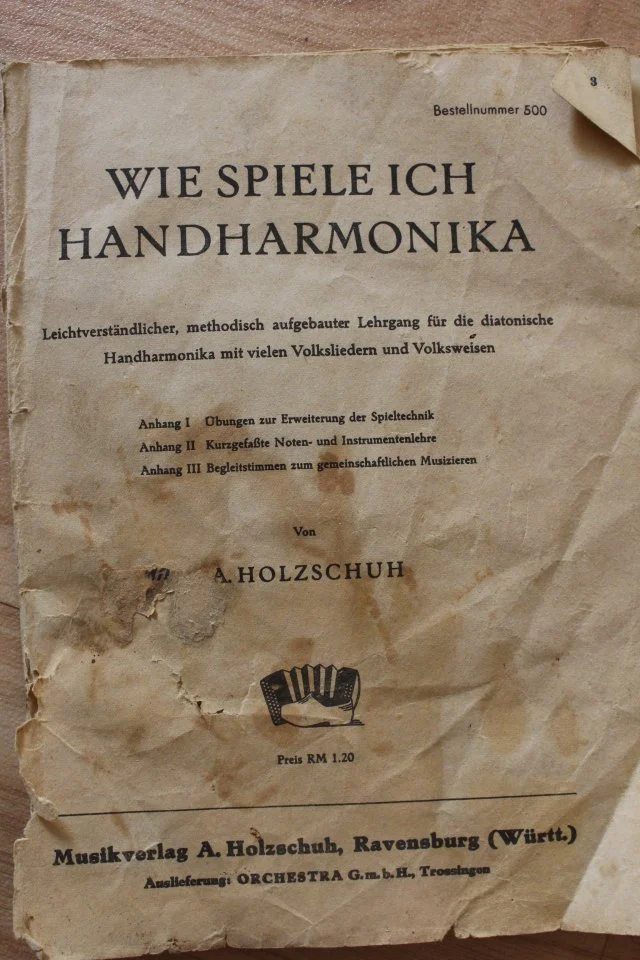 3
Bestellnummer 500
WIE SPIELE ICH
HANDHARMONIKA
Leichtverständlicher, methodisch aufgebauter Lehrgang für die diatonische
Handharmonika mit vielen Volksliedern und Volksweisen
Anhang I Übungen zur Erweiterung der Spieltechnik
Anhang II Kurzgefaßte Noten- und Instrumentenlehre
Anhang III Begleitstimmen zum gemeinschaftlichen Musizieren
Von
A. HOLZSCHUH
Preis RM 1.20
Musikverlag A. Holzschuh, Ravensburg (Württ.)
Auslieferung: ORCHESTRA G.m.b.H., Trossingen